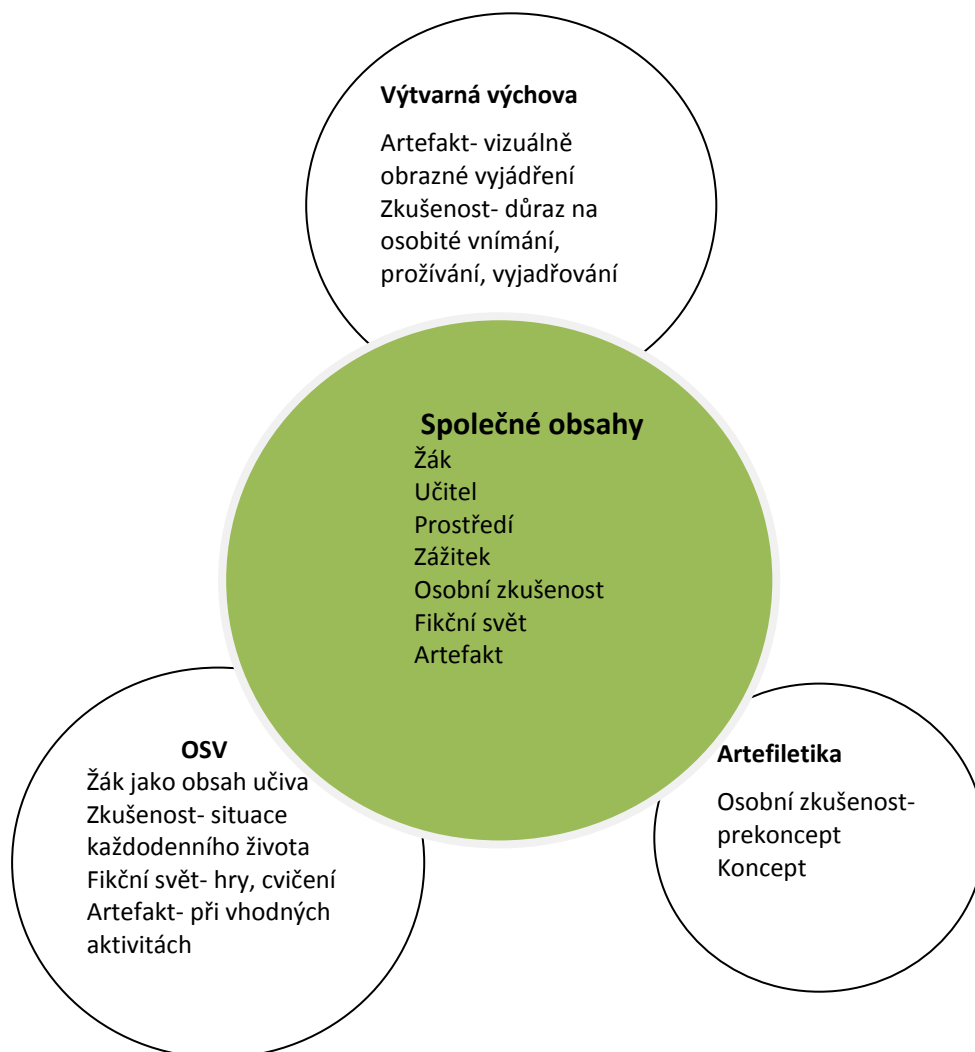 Výtvarná výchova
Artefakt- vizuálně
obrazné vyjádření
Zkušenost- důraz na
osobité vnímání,
prožívání, vyjadřování
Společné obsahy
Žák
Učitel
Prostředí
Zážitek
Osobní zkušenost
Fikční svět
Artefakt
OSV
Žák jako obsah učiva
Zkušenost- situace
každodenního života
Fikční svět- hry, cvičení
Artefakt- při vhodných
aktivitách
Artefiletika
Osobní zkušenost-
prekoncept
Koncept